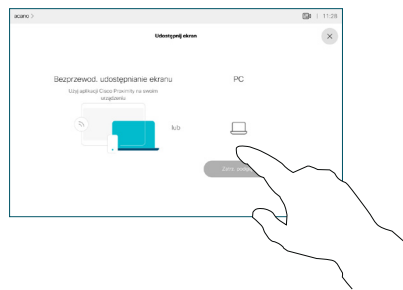 acano >
11:28
Udostępnij ekran
Bezprzewod. udostępnianie ekranu
Użyj aplikacji Cisco Proximity na swoim
urządzeniu
lub
PC